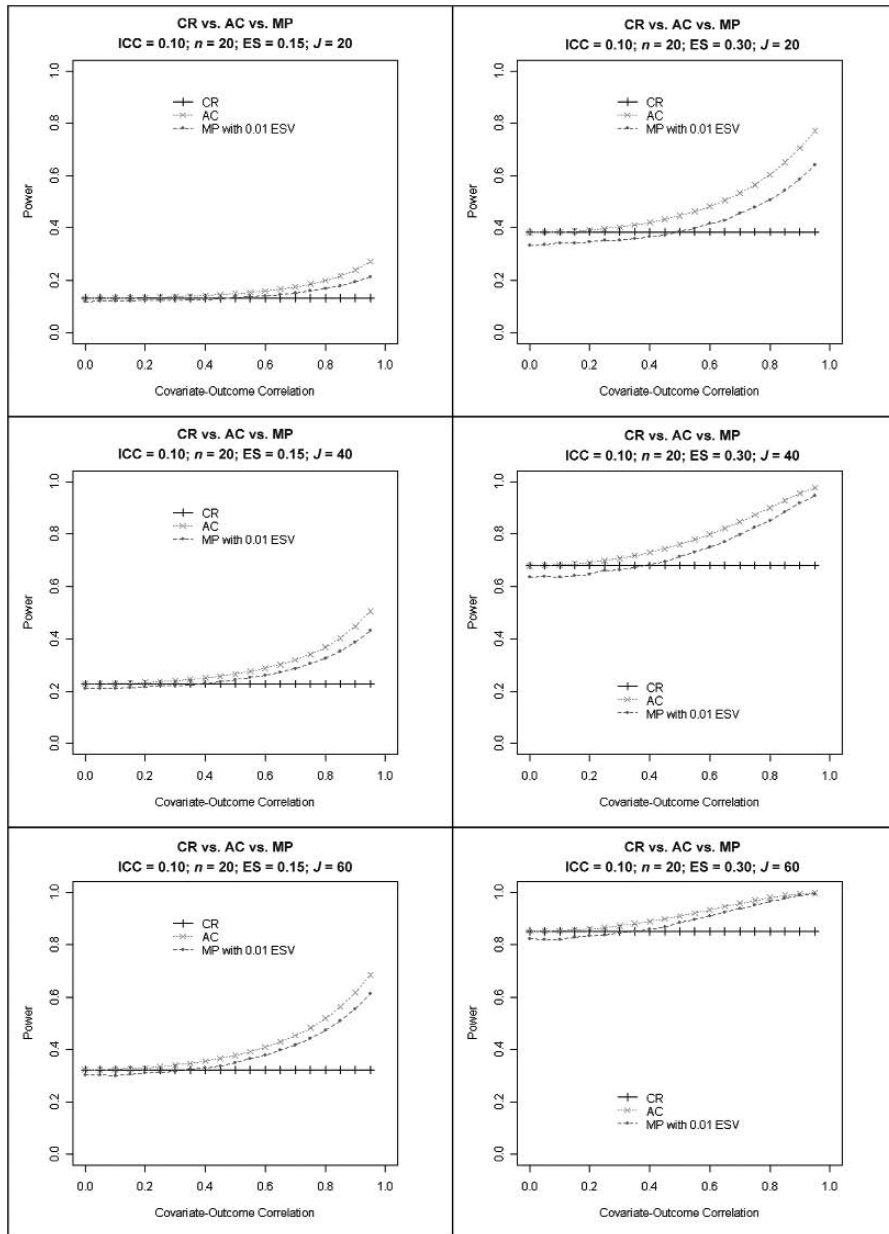 CR vs. AC vs. MP
ICC = 0.10; n = 20; ES = 0.15; J = 20
CR
AC
MP with 0.01 ESV
Power
0.0 0.2 0.4 0.6 0.8 1.0
0.0 0.2 0.4 0.6 0.8 1.0
Covariate-Outcome Correlation
CR vs. AC vs. MP
ICC = 0.10; n = 20; ES = 0.30; J = 20
CR
AC
MP with 0.01 ESV
Power
0.0 0.2 0.4 0.6 0.8 1.0
0.0 0.2 0.4 0.6 0.8 1.0
Covariate-Outcome Correlation
CR vs. AC vs. MP
ICC = 0.10; n = 20; ES = 0.15; J = 40
CR
AC
MP with 0.01 ESV
Power
0.0 0.2 0.4 0.6 0.8 1.0
0.0 0.2 0.4 0.6 0.8 1.0
Covariate-Outcome Correlation
CR vs. AC vs. MP
ICC = 0.10; n = 20; ES = 0.30; J = 40
CR
AC
MP with 0.01 ESV
Power
0.0 0.2 0.4 0.6 0.8 1.0
0.0 0.2 0.4 0.6 0.8 1.0
Covariate-Outcome Correlation
CR vs. AC vs. MP
ICC = 0.10; n = 20; ES = 0.15; J = 60
CR
AC
MP with 0.01 ESV
Power
0.0 0.2 0.4 0.6 0.8 1.0
0.0 0.2 0.4 0.6 0.8 1.0
Covariate-Outcome Correlation
CR vs. AC vs. MP
ICC = 0.10; n = 20; ES = 0.30; J = 60
CR
AC
MP with 0.01 ESV
Power
0.0 0.2 0.4 0.6 0.8 1.0
0.0 0.2 0.4 0.6 0.8 1.0
Covariate-Outcome Correlation